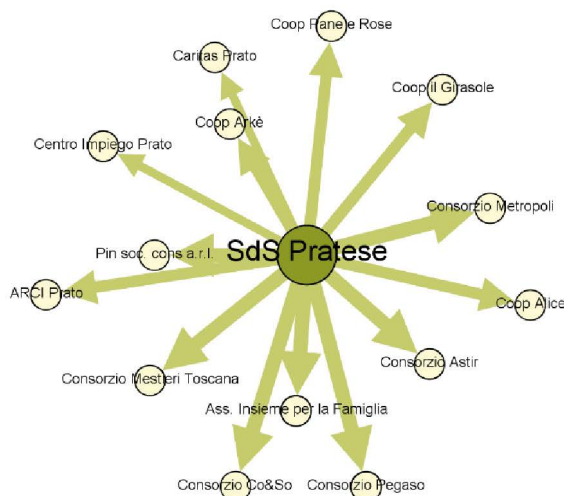 Coop Pane e Rose
Caritas Prato
Coop il Girasole
Coop Arkè
Centro Impiego Prato
Consorzio Metropoli
SdS Pratese
Pin soc. cons a.r.l.
ARCI Prato
Coop Alice
Consorzio Astir
Consorzio Mestieri Toscana
Ass. Insieme per la Famiglia
Consorzio Co&So
Consorzio Pegaso